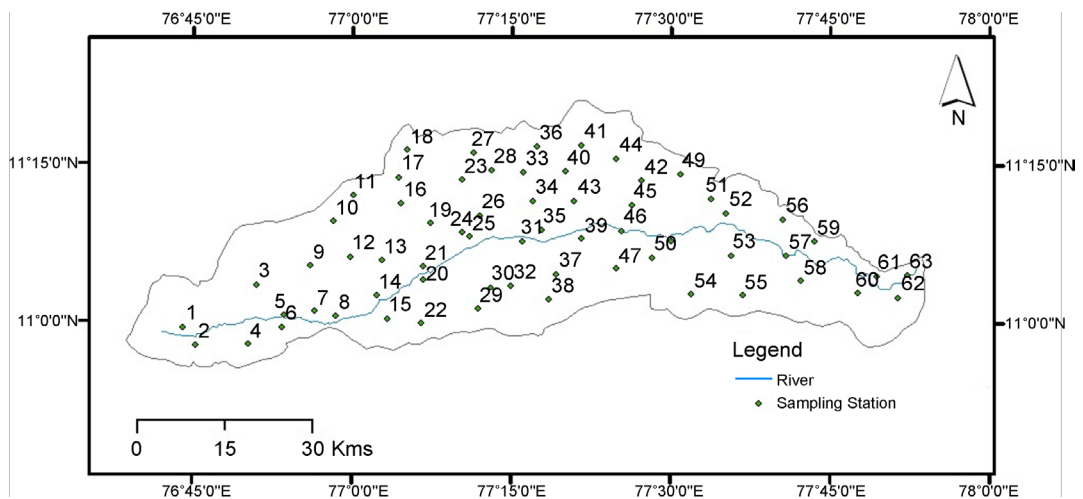 76°45'0"E 77°0'0"E 77°15'0"E 77°30'0"E 77°45'0"E 78°0'0"E
N
41
36
18
27
44
11°15'0"N 11°15'0"N
17 23 28 33 40 42 49
11 16 34 43 45 51
10 19 26 35 52 56
24 25 31 39 46 59
9 12 13 21 50 53 57
3 20 30 32 37 58 61 63
5 7 14 29 38 47 54 55 60 62
1 6 8 15 22
2 4
11°0'0"N 11°0'0"N
Legend
River
Sampling Station
0 15 30 Kms
76°45'0"E 77°0'0"E 77°15'0"E 77°30'0"E 77°45'0"E 78°0'0"E